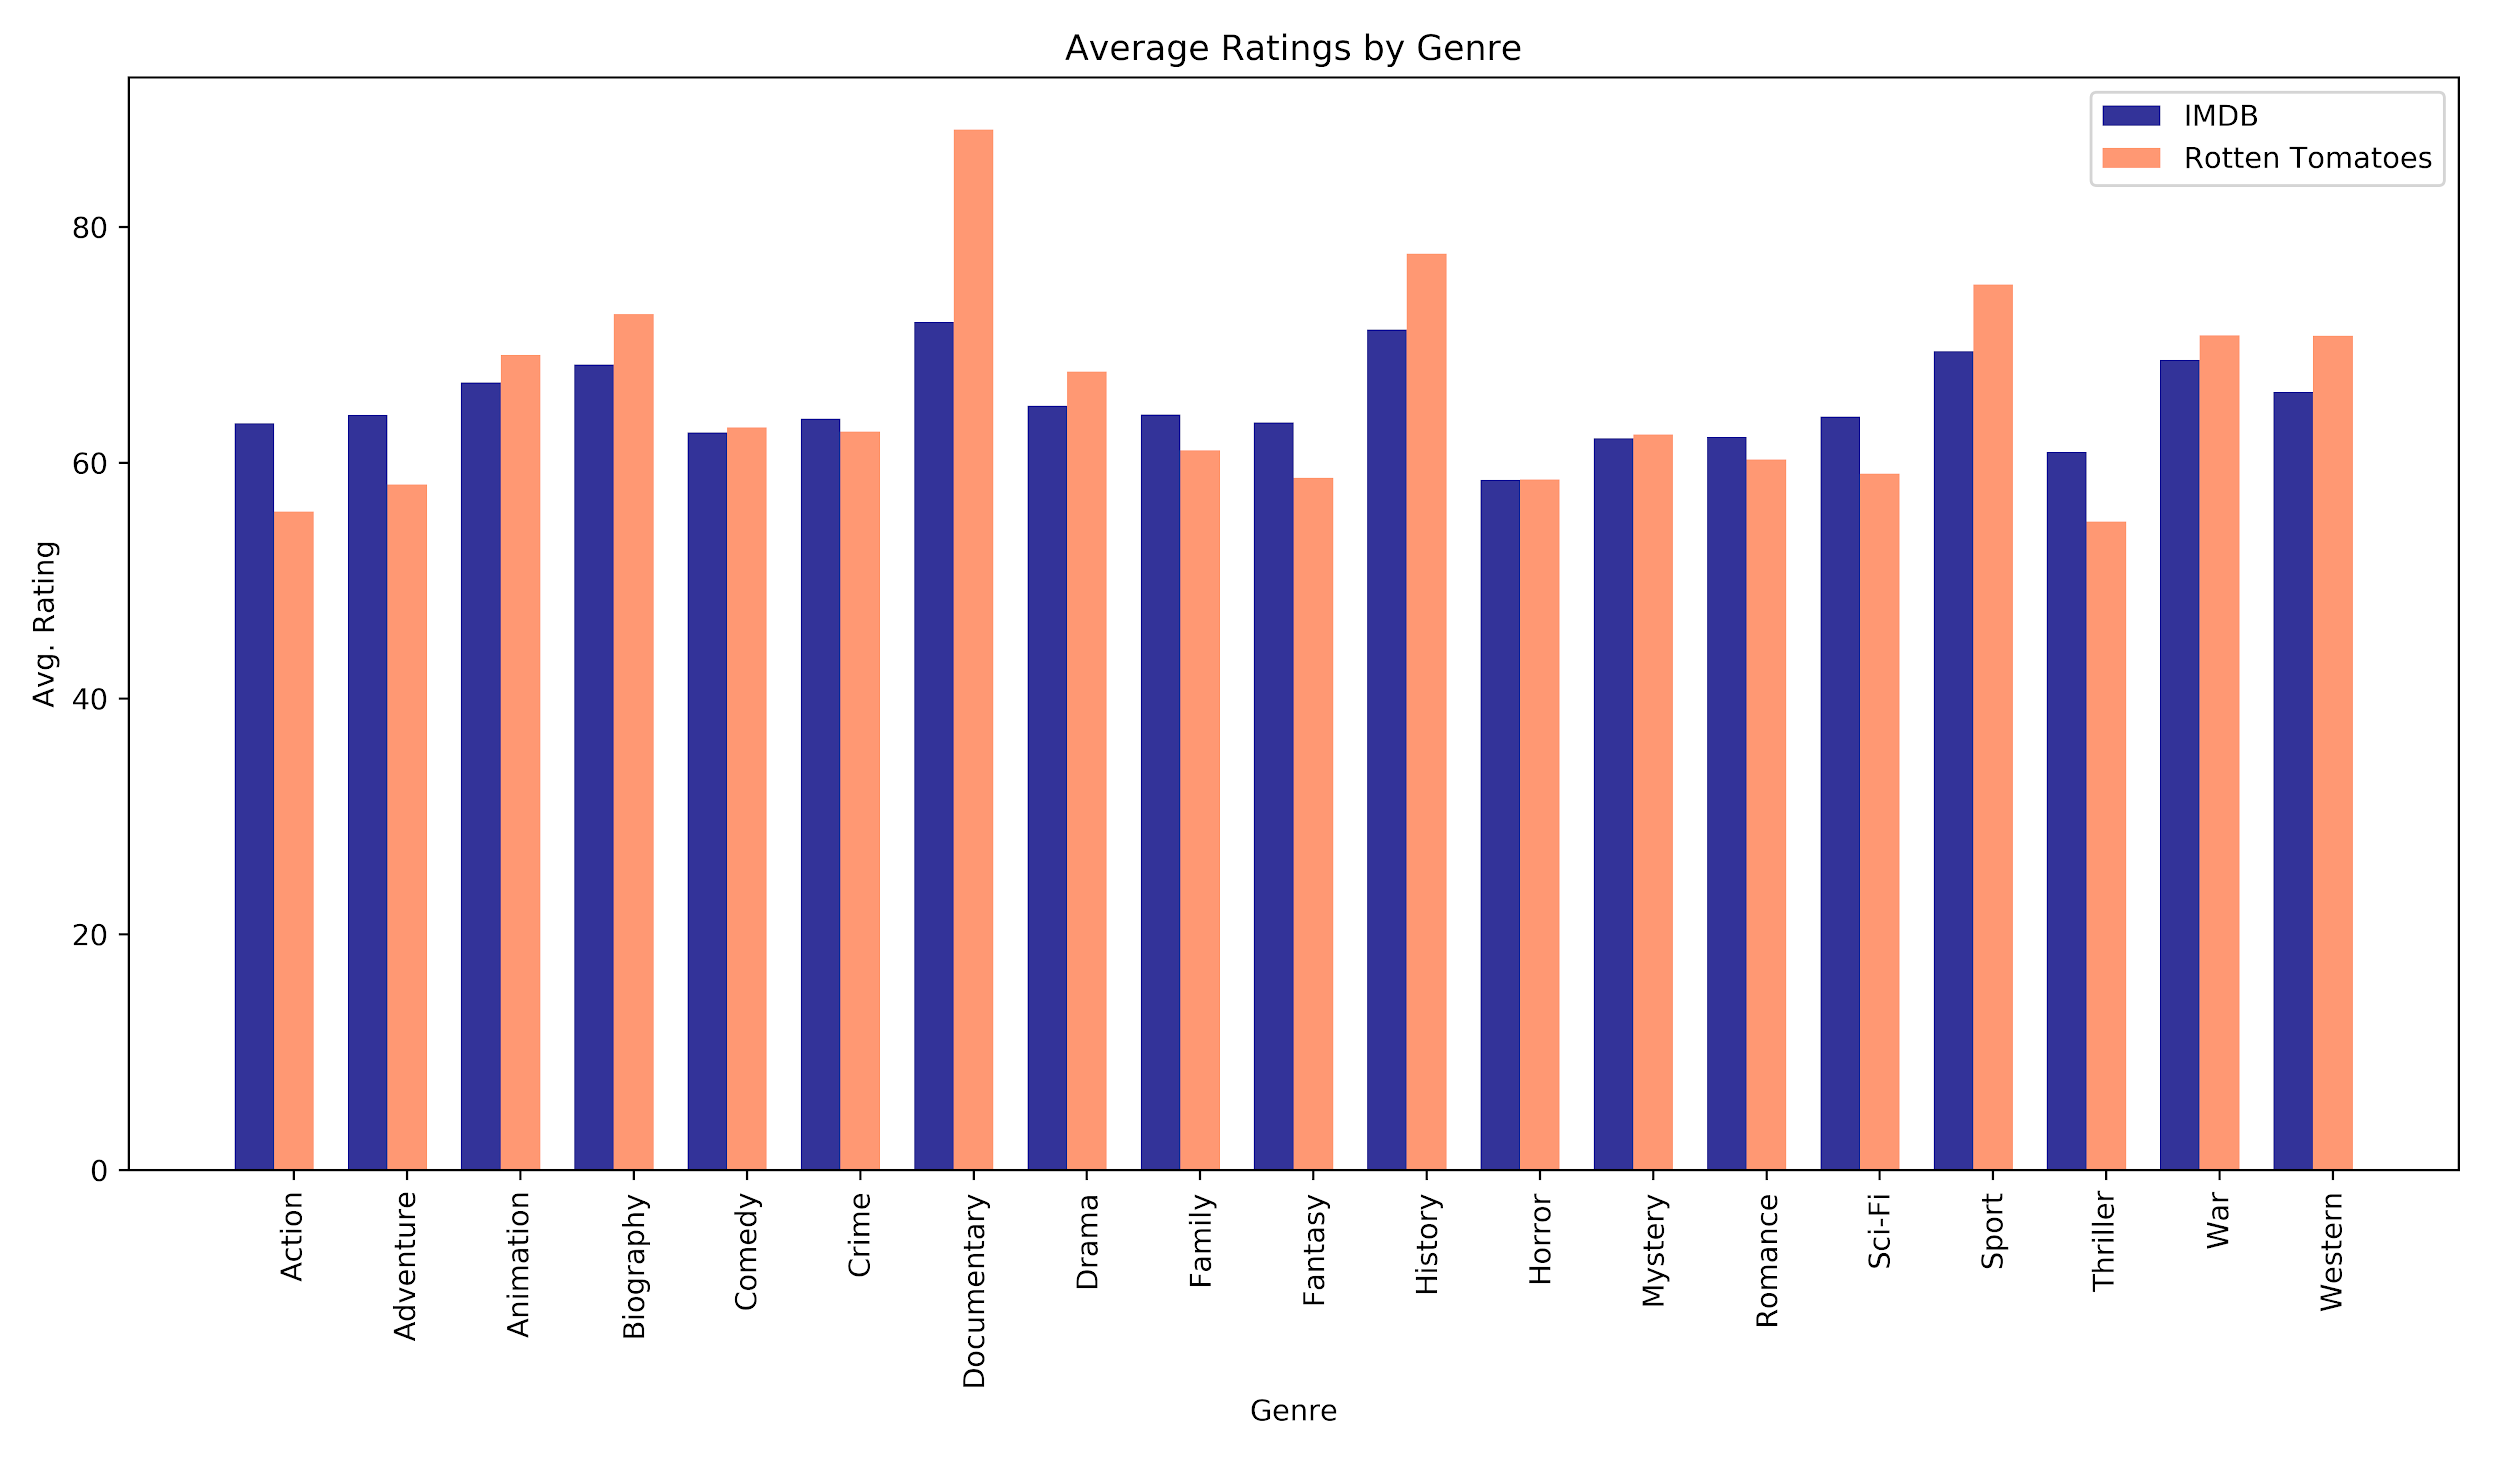 Average Ratings by Genre
IMDB
Rotten Tomatoes
80
60
40
20
0
Avg. Rating
Action
Adventure
Animation
Biography
Comedy
Crime
Documentary
Drama
Family
Fantasy
History
Horror
Mystery
Romance
Sci-Fi
Sport
Thriller
War
Western
Genre